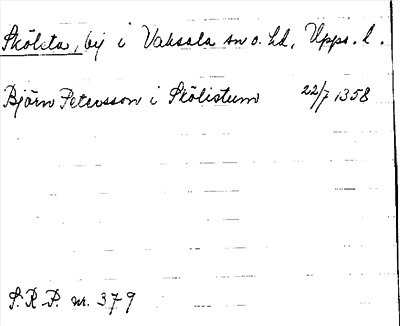 Skölsta, by i Vaksala sn o. hd, Upps. l.
Björn Petersson i Skölistum 22/7 1358
S. R. P. nr. 379